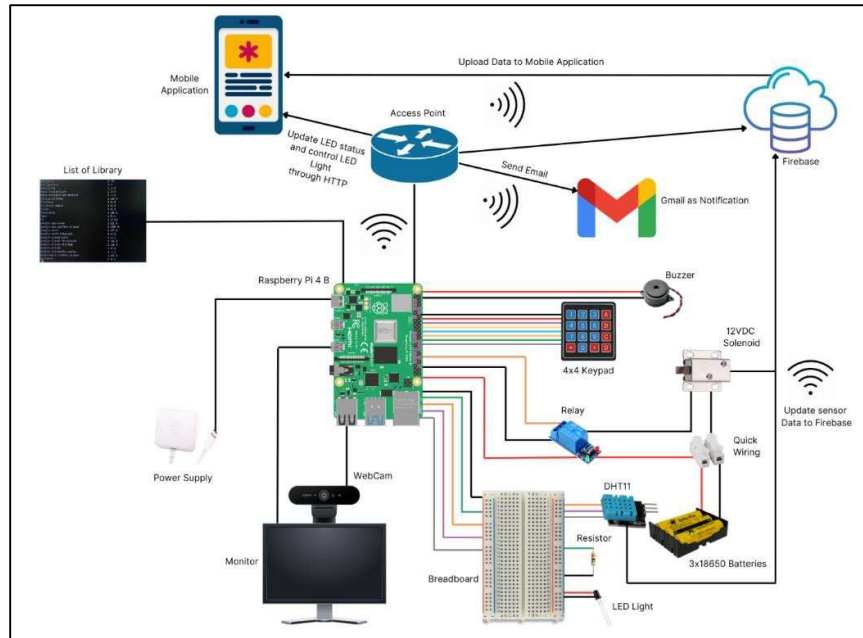 Upload Data to Mobile Application
Mobile
Application
Access Point
Firebase
Update LED status
and control LED
Light
through HTTP
Send Email
List of Library
Gmail as Notification
Raspberry Pi 4 B
Buzzer
12VDC
Solenoid
4x4 Keypad
Relay
Update sensor
Data to Firebase
Quick
Wiring
Power Supply
WebCam
DHT11
Monitor
Breadboard
Resistor
3x18650 Batteries
LED Light